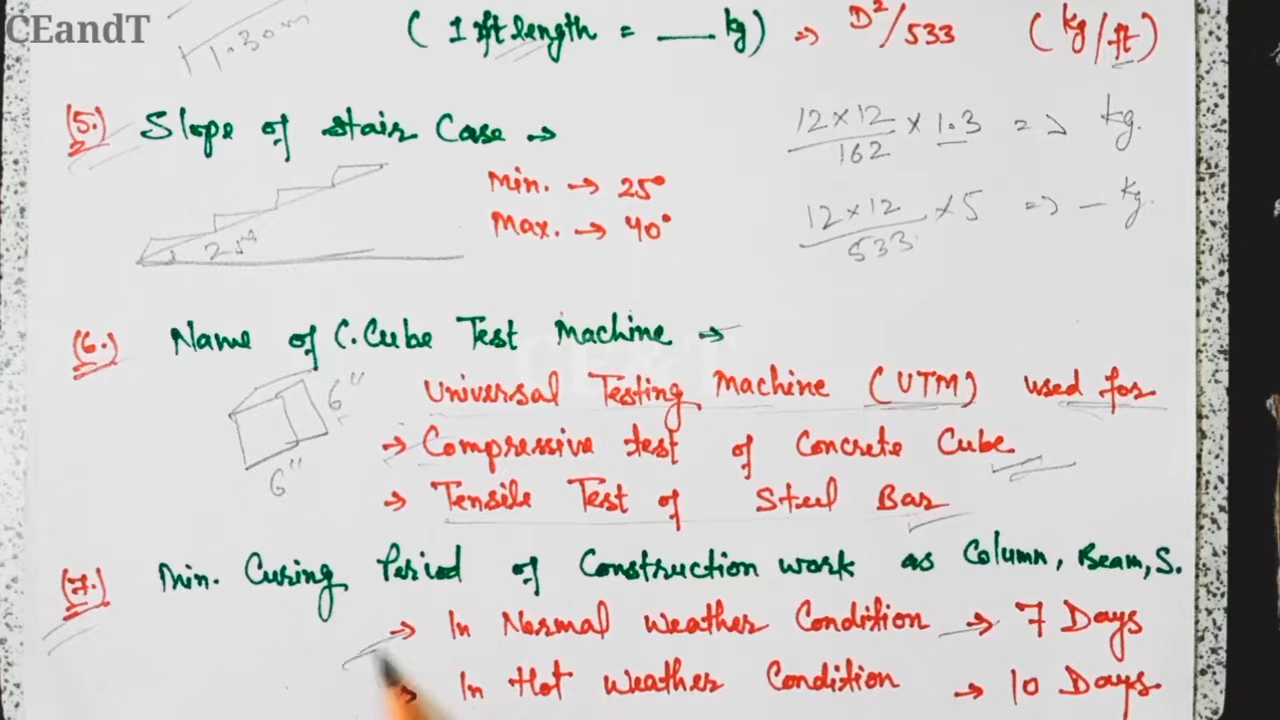 CEandT
1.30m
( 1 rft length = __ kg) → D²/533 (kg/ft)
(5.) Slope of stair Case →
Min. → 25°
Max. → 40°
25°
12×12/162 × 1.3 => kg.
12×12/533 × 5 => – kg.
(6.) Name of C.Cube Test Machine →
6"
6"
Universal Testing Machine (UTM) used for
→ Compressive test of Concrete Cube
→ Tensile Test of Steel Bar
(7.) Min. Curing Period of Construction work as Column, Beam, S.
→ In Normal Weather Condition → 7 Days
→ In Hot Weather Condition → 10 Days